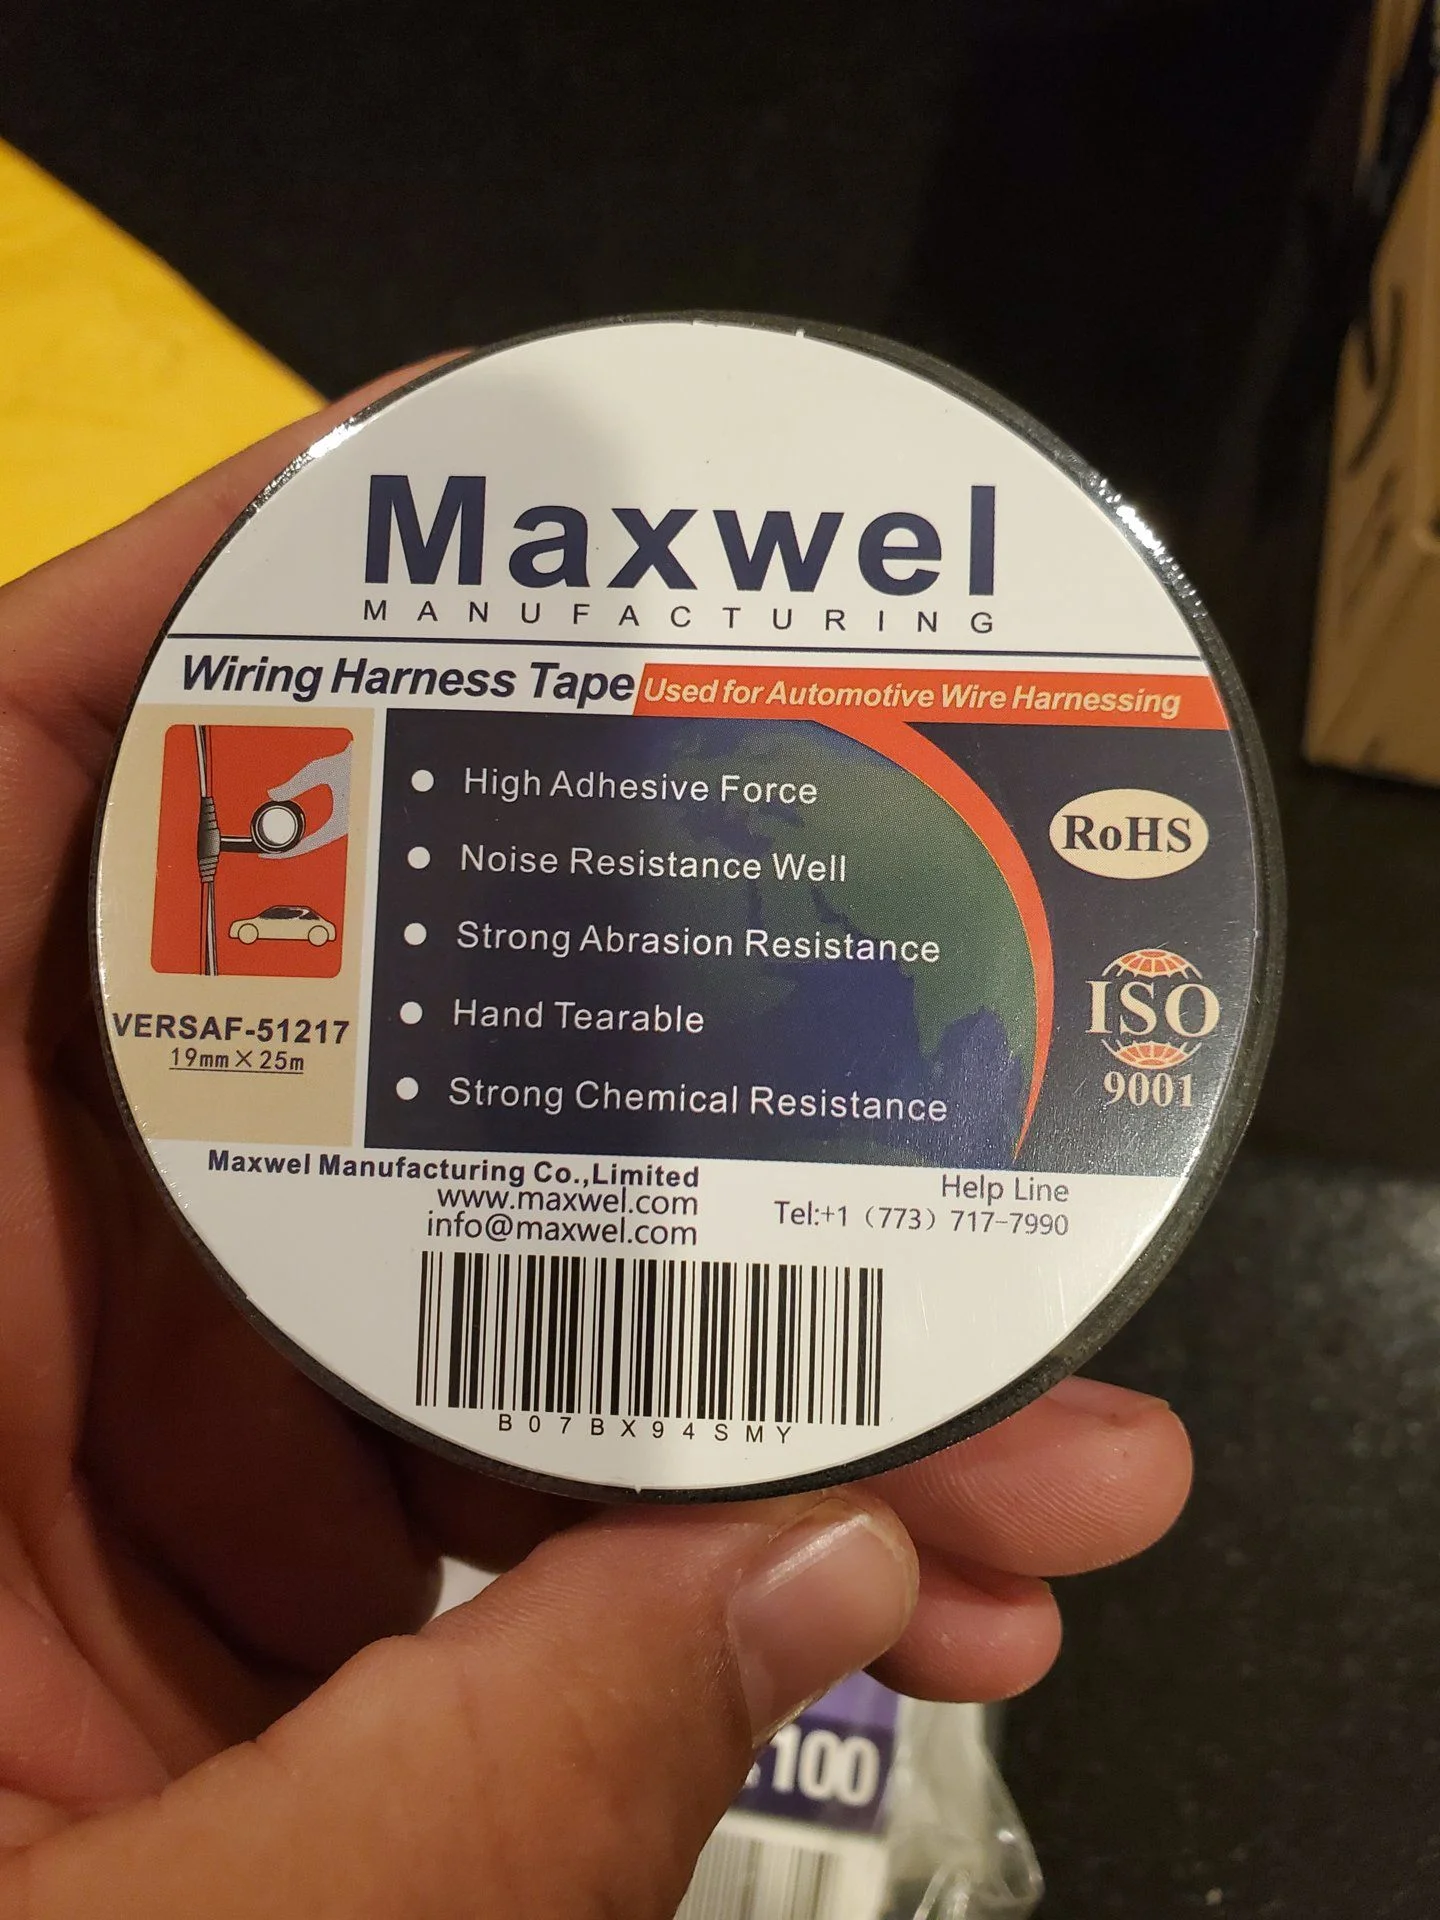 Maxwel
MANUFACTURING
Wiring Harness Tape
Used for Automotive Wire Harnessing
High Adhesive Force
Noise Resistance Well
Strong Abrasion Resistance
Hand Tearable
Strong Chemical Resistance
RoHS
ISO
9001
VERSAF-51217
19mm×25m
Maxwel Manufacturing Co.,Limited
www.maxwel.com
info@maxwel.com
Help Line
Tel:+1 (773) 717-7990
B07BX94SMY
100